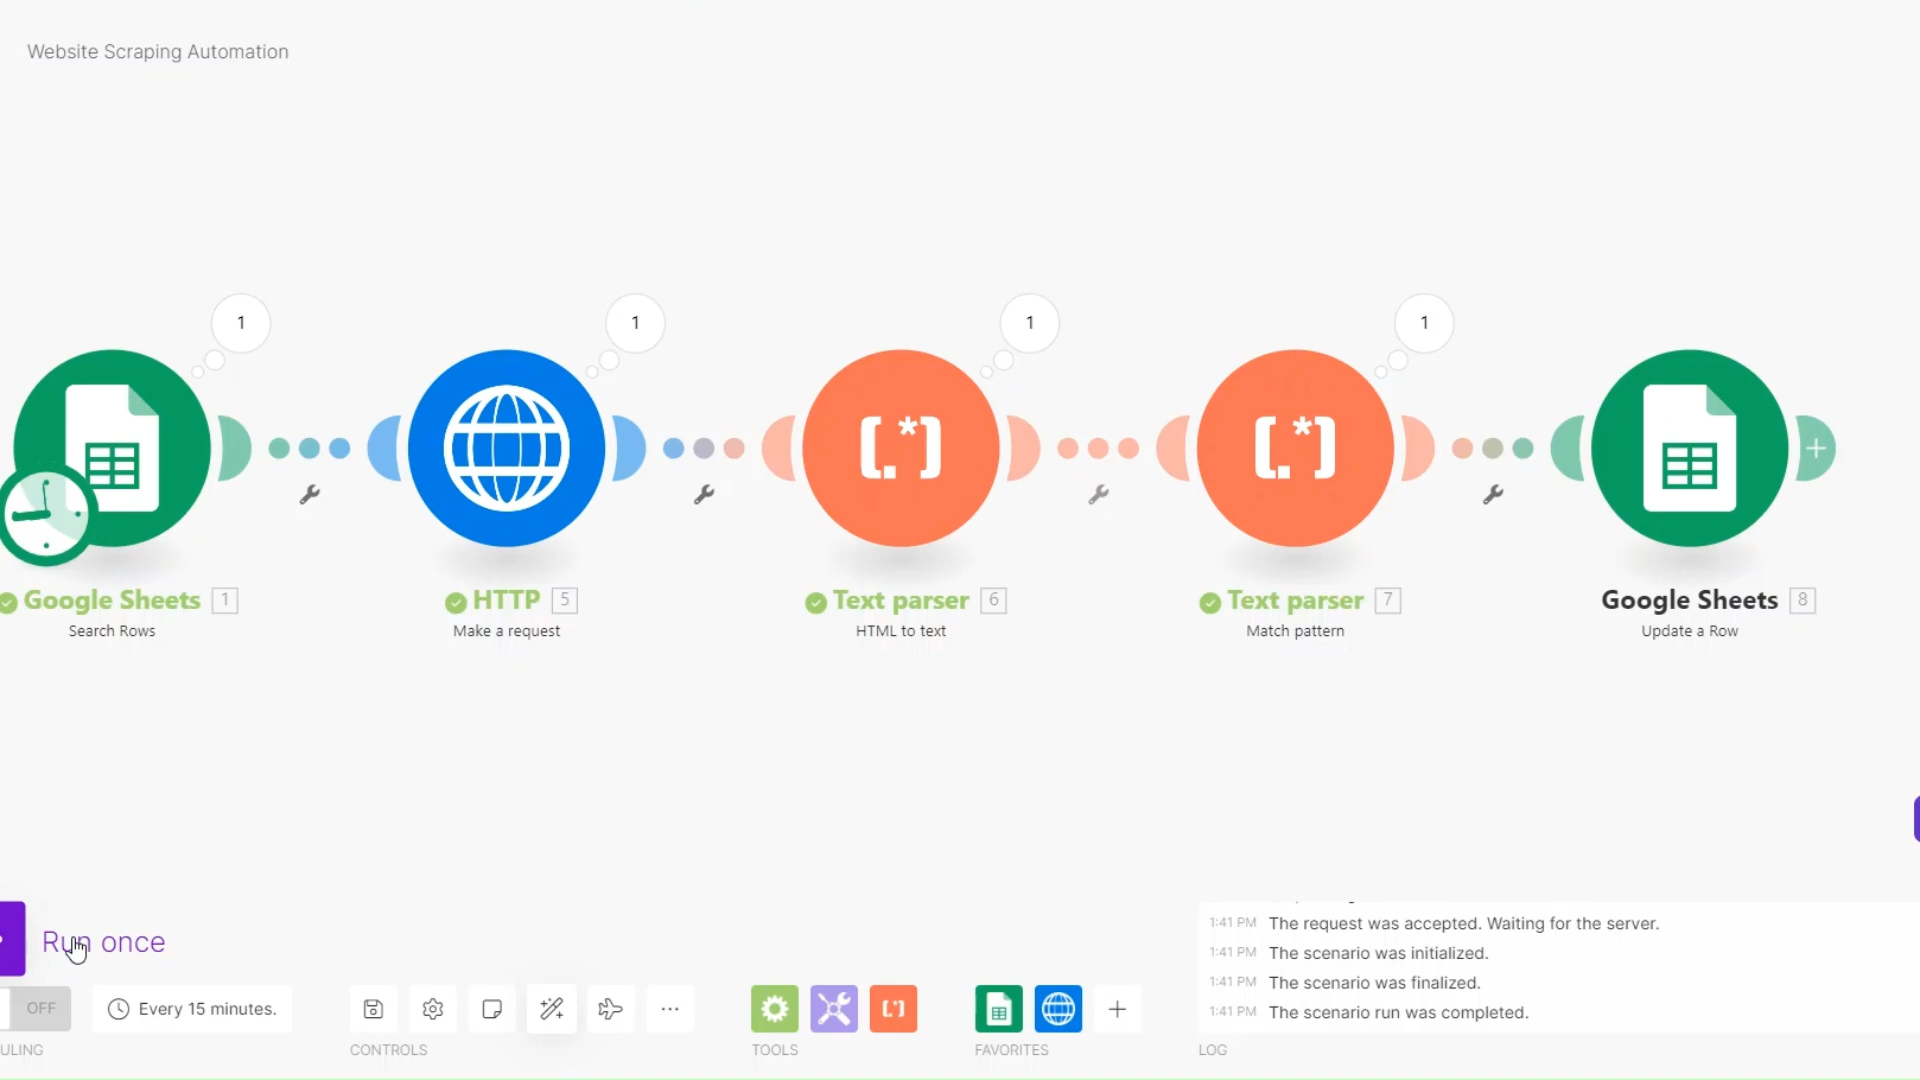 Website Scraping Automation
1
1
1
1
Google Sheets 1
Search Rows
HTTP 5
Make a request
Text parser 6
HTML to text
Text parser 7
Match pattern
Google Sheets 8
Update a Row
Run once
1:41 PM The request was accepted. Waiting for the server.
1:41 PM The scenario was initialized.
1:41 PM The scenario was finalized.
1:41 PM The scenario run was completed.
OFF
Every 15 minutes.
ULING
CONTROLS
TOOLS
FAVORITES
LOG